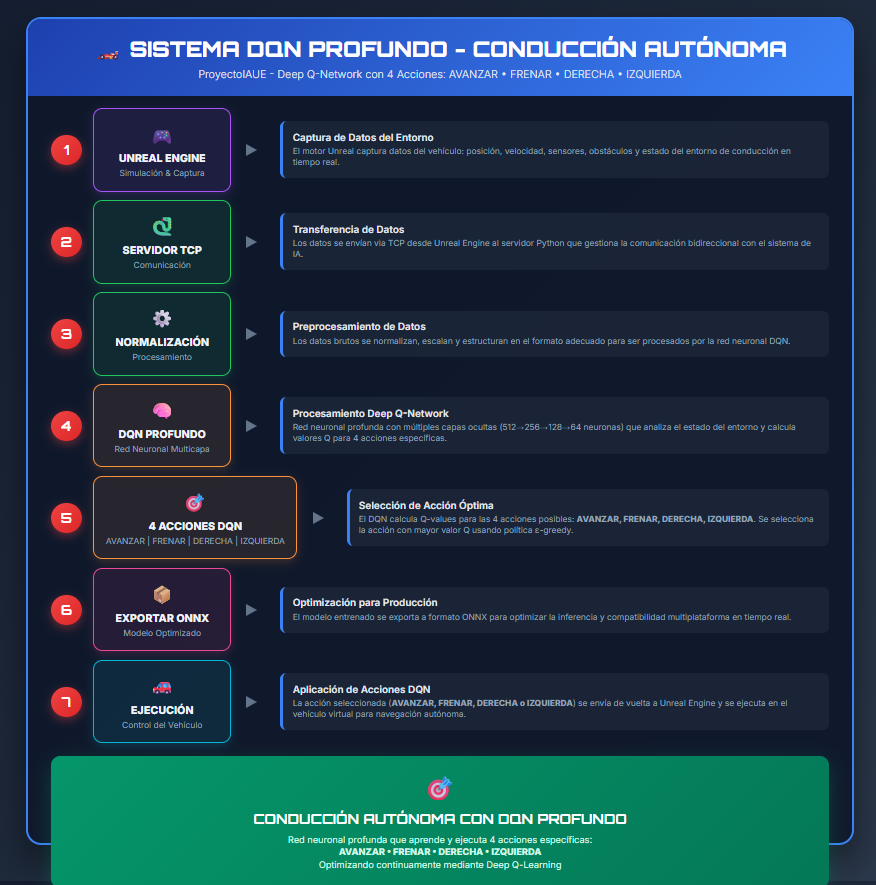 SISTEMA DQN PROFUNDO - CONDUCCIÓN AUTÓNOMA
ProyectoIAUE - Deep Q-Network con 4 Acciones: AVANZAR • FRENAR • DERECHA • IZQUIERDA
1
UNREAL ENGINE
Simulación & Captura
Captura de Datos del Entorno
El motor Unreal captura datos del vehículo: posición, velocidad, sensores, obstáculos y estado del entorno de conducción en
tiempo real.
2
SERVIDOR TCP
Comunicación
Transferencia de Datos
Los datos se envían via TCP desde Unreal Engine al servidor Python que gestiona la comunicación bidireccional con el sistema de
IA.
3
NORMALIZACIÓN
Procesamiento
Preprocesamiento de Datos
Los datos brutos se normalizan, escalan y estructuran en el formato adecuado para ser procesados por la red neuronal DQN.
4
DQN PROFUNDO
Red Neuronal Multicapa
Procesamiento Deep Q-Network
Red neuronal profunda con múltiples capas ocultas (512→256→128→64 neuronas) que analiza el estado del entorno y calcula
valores Q para 4 acciones específicas.
5
4 ACCIONES DQN
AVANZAR | FRENAR | DERECHA | IZQUIERDA
Selección de Acción Óptima
El DQN calcula Q-values para las 4 acciones posibles: AVANZAR, FRENAR, DERECHA, IZQUIERDA. Se selecciona
la acción con mayor valor Q usando política ε-greedy.
6
EXPORTAR ONNX
Modelo Optimizado
Optimización para Producción
El modelo entrenado se exporta a formato ONNX para optimizar la inferencia y compatibilidad multiplataforma en tiempo real.
7
EJECUCIÓN
Control del Vehículo
Aplicación de Acciones DQN
La acción seleccionada (AVANZAR, FRENAR, DERECHA o IZQUIERDA) se envía de vuelta a Unreal Engine y se ejecuta en el
vehículo virtual para navegación autónoma.
CONDUCCIÓN AUTÓNOMA CON DQN PROFUNDO
Red neuronal profunda que aprende y ejecuta 4 acciones específicas:
AVANZAR • FRENAR • DERECHA • IZQUIERDA
Optimizando continuamente mediante Deep Q-Learning